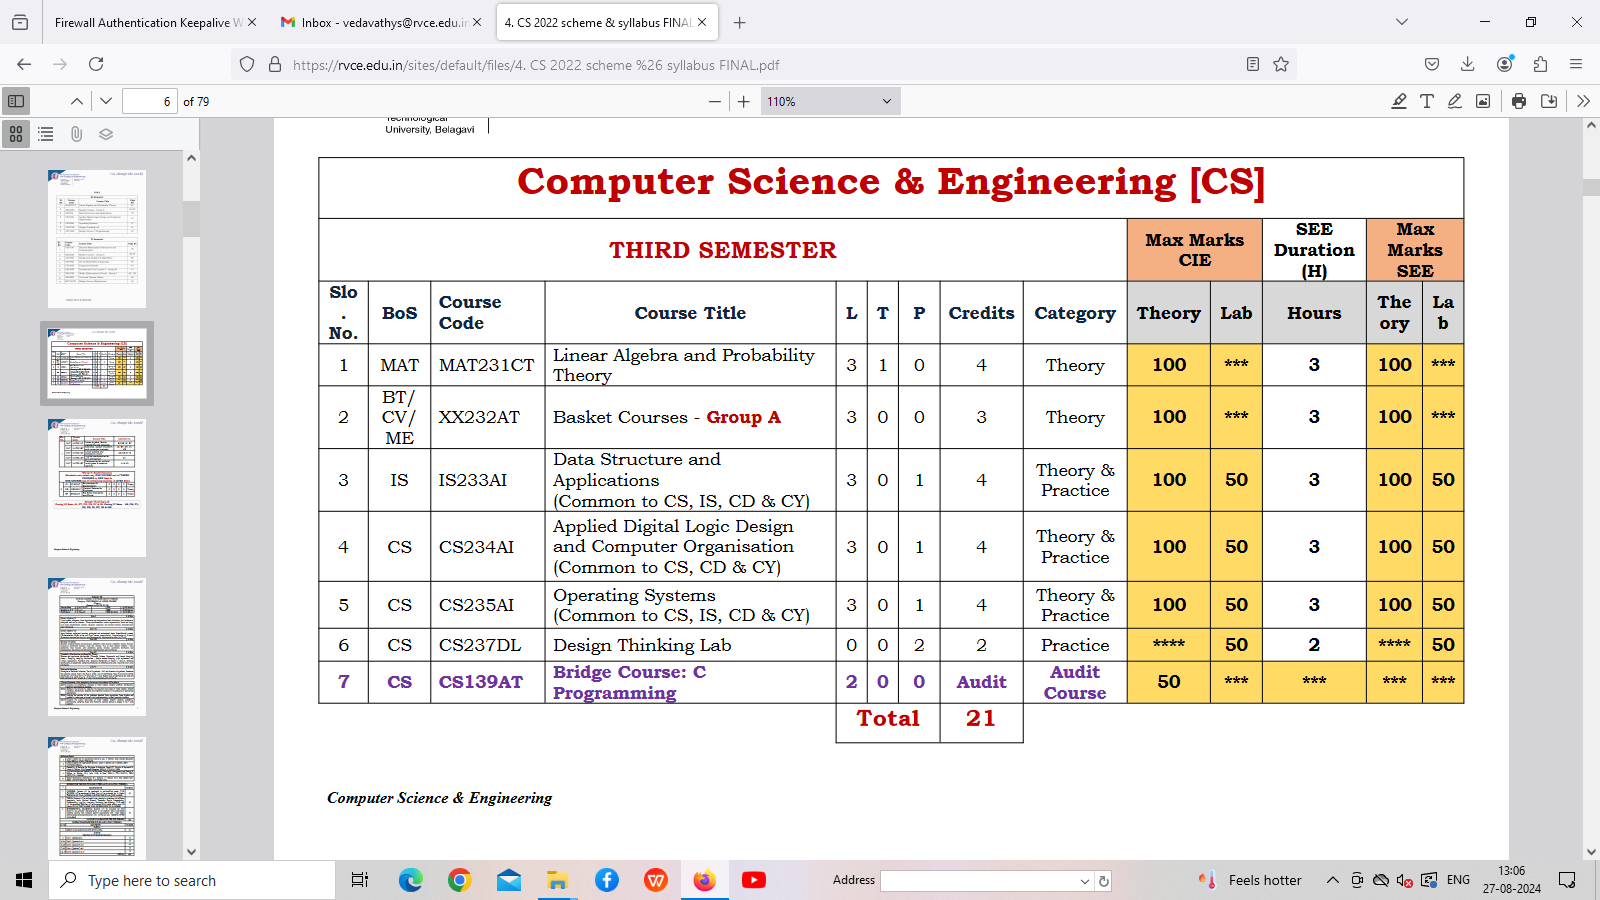 Firewall Authentication Keepalive W
Inbox - vedavathys@rvce.edu.in
4. CS 2022 scheme & syllabus FINAL
https://rvce.edu.in/sites/default/files/4. CS 2022 scheme %26 syllabus FINAL.pdf
6 of 79
110%
Technological
University, Belagavi
Computer Science & Engineering [CS]
THIRD SEMESTER
Max Marks CIE
SEE Duration (H)
Max Marks SEE
Slo. No. BoS Course Code Course Title L T P Credits Category Theory Lab Hours The ory La b
1 MAT MAT231CT Linear Algebra and Probability Theory 3 1 0 4 Theory 100 *** 3 100 ***
2 BT/ CV/ ME XX232AT Basket Courses - Group A 3 0 0 3 Theory 100 *** 3 100 ***
3 IS IS233AI Data Structure and Applications (Common to CS, IS, CD & CY) 3 0 1 4 Theory & Practice 100 50 3 100 50
4 CS CS234AI Applied Digital Logic Design and Computer Organisation (Common to CS, CD & CY) 3 0 1 4 Theory & Practice 100 50 3 100 50
5 CS CS235AI Operating Systems (Common to CS, IS, CD & CY) 3 0 1 4 Theory & Practice 100 50 3 100 50
6 CS CS237DL Design Thinking Lab 0 0 2 2 Practice **** 50 2 **** 50
7 CS CS139AT Bridge Course: C Programming 2 0 0 Audit Audit Course 50 *** *** *** ***
Total 21
Computer Science & Engineering
Type here to search
Address
Feels hotter
ENG
13:06
27-08-2024